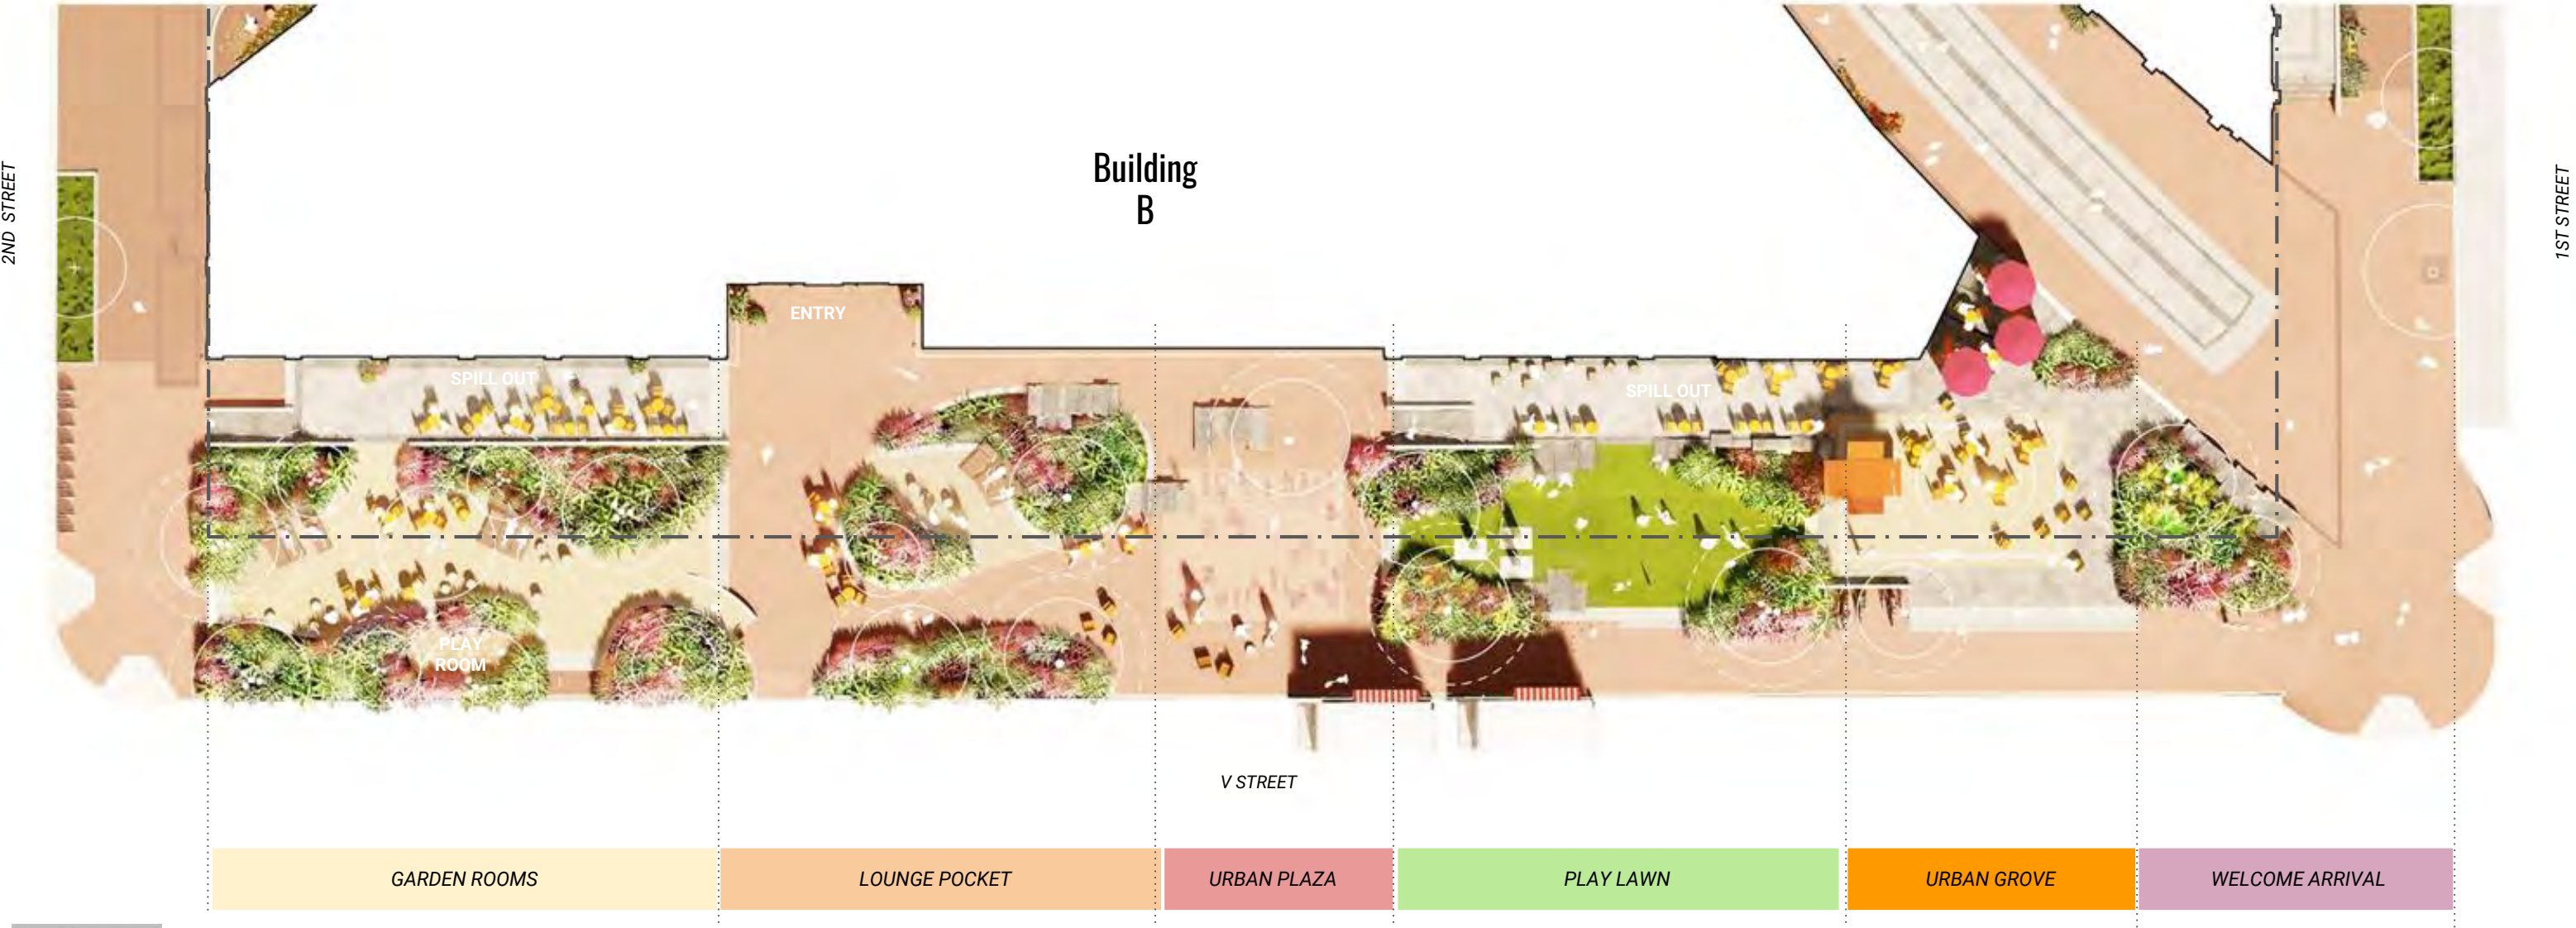 Building
B
2ND STREET
1ST STREET
ENTRY
SPILL OUT
SPILL OUT
PLAY
ROOM
V STREET
GARDEN ROOMS
LOUNGE POCKET
URBAN PLAZA
PLAY LAWN
URBAN GROVE
WELCOME ARRIVAL